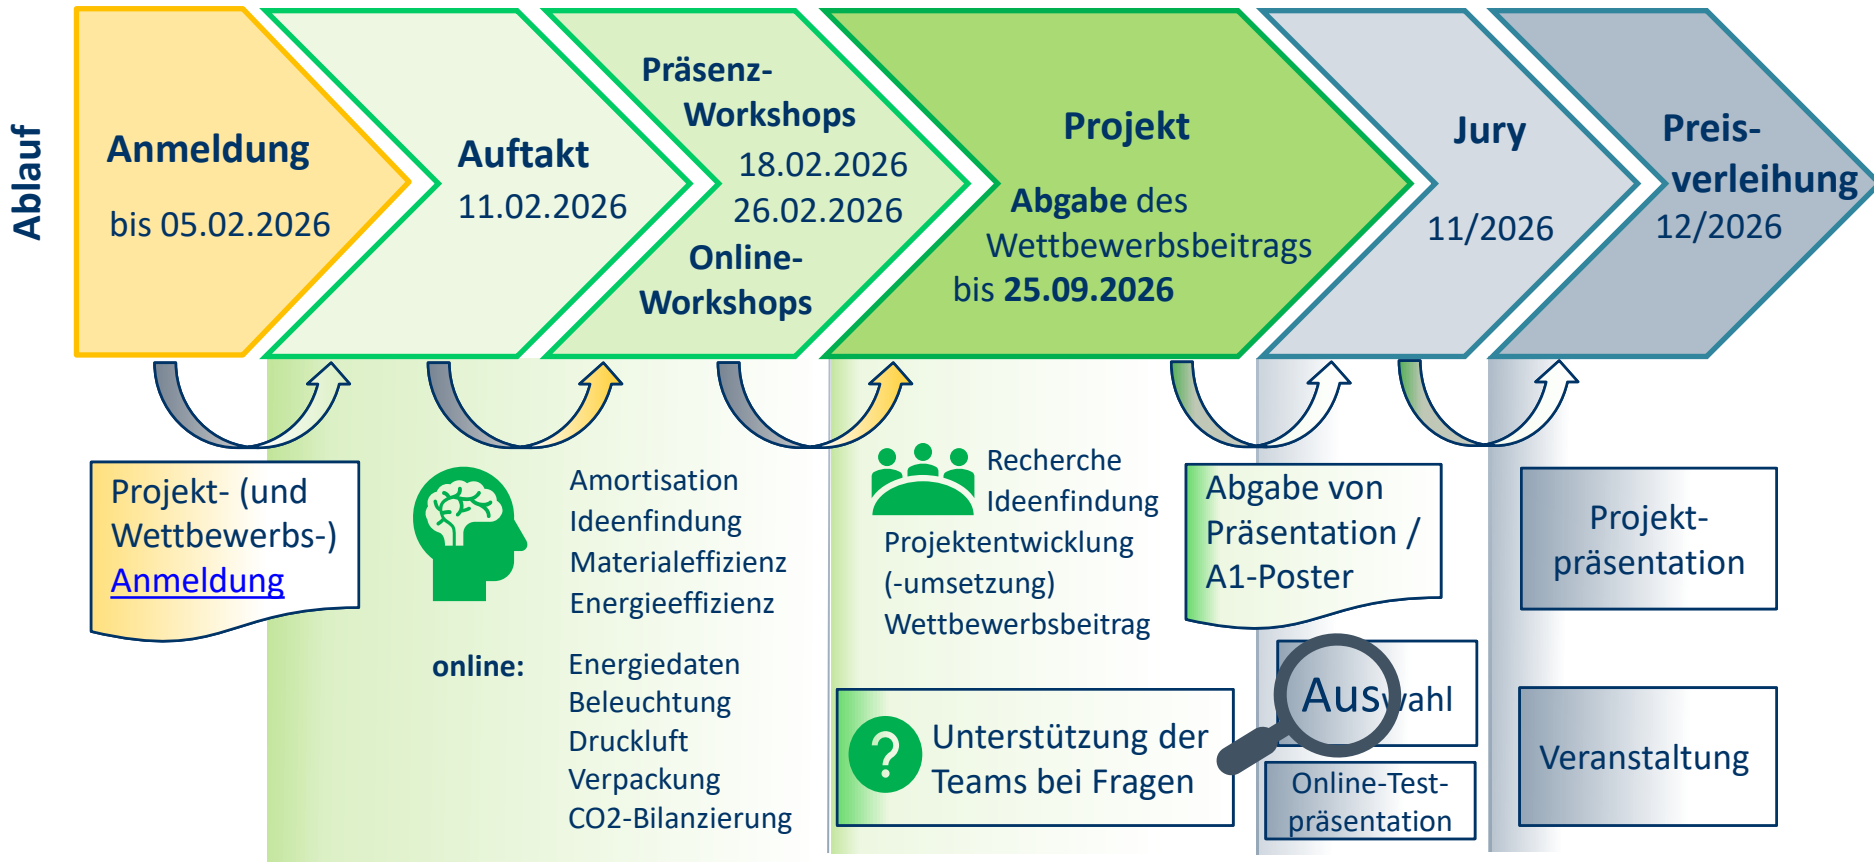 Ablauf
Anmeldung
bis 05.02.2026
Auftakt
11.02.2026
Präsenz-
Workshops
18.02.2026
26.02.2026
Online-
Workshops
Projekt
Abgabe des
Wettbewerbsbeitrags
bis 25.09.2026
Jury
11/2026
Preis-
verleihung
12/2026
Projekt- (und
Wettbewerbs-)
Anmeldung
Amortisation
Ideenfindung
Materialeffizienz
Energieeffizienz
online:
Energiedaten
Beleuchtung
Druckluft
Verpackung
CO2-Bilanzierung
Recherche
Ideenfindung
Projektentwicklung
(-umsetzung)
Wettbewerbsbeitrag
?
Unterstützung der
Teams bei Fragen
Abgabe von
Präsentation /
A1-Poster
Auswahl
Online-Test-
präsentation
Projekt-
präsentation
Veranstaltung